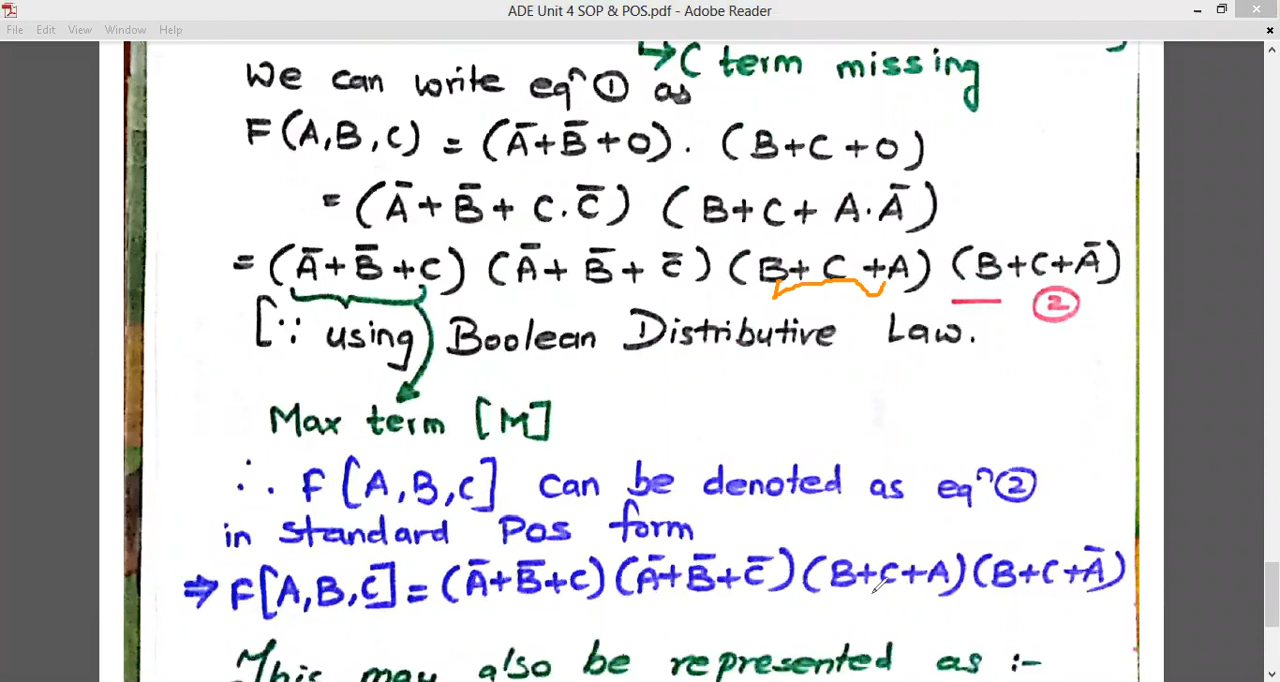 ADE Unit 4 SOP & POS.pdf - Adobe Reader
File Edit View Window Help
↳C term missing
We can write eqⁿ ① as
F(A,B,C) = (A̅+B̅+0). (B+C+0)
= (A̅+B̅+ C.C̅) (B+C+ A.A̅)
= (A̅+B̅+C) (A̅+B̅+C̅) (B+C+A) (B+C+A̅)
②
[∵ using Boolean Distributive Law.
Max term [M]
∴ F[A,B,C] can be denoted as eqⁿ ②
in standard POS form
⇒ F[A,B,C] = (A̅+B̅+C) (A̅+B̅+C̅) (B+C+A) (B+C+A̅)
This may also be represented as :-